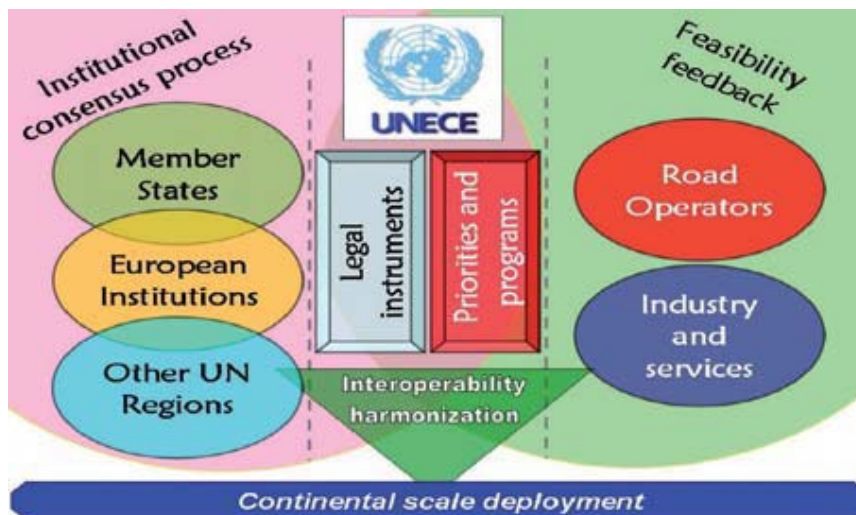 Institutional
consensus process
Member
States
European
Institutions
Other UN
Regions
UNECE
Legal
instruments
Priorities and
programs
Interoperability
harmonization
Feasibility
feedback
Road
Operators
Industry
and
services
Continental scale deployment